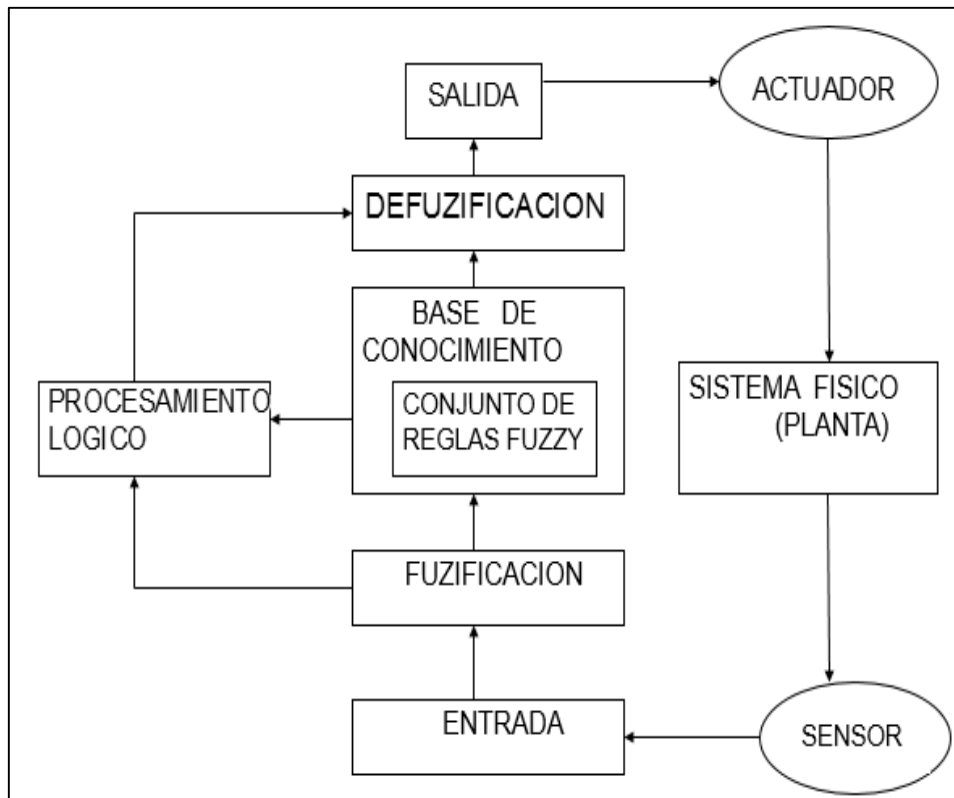 SALIDA
ACTUADOR
DEFUZIFICACION
BASE DE
CONOCIMIENTO
CONJUNTO DE
REGLAS FUZZY
PROCESAMIENTO
LOGICO
SISTEMA FISICO
(PLANTA)
FUZIFICACION
ENTRADA
SENSOR